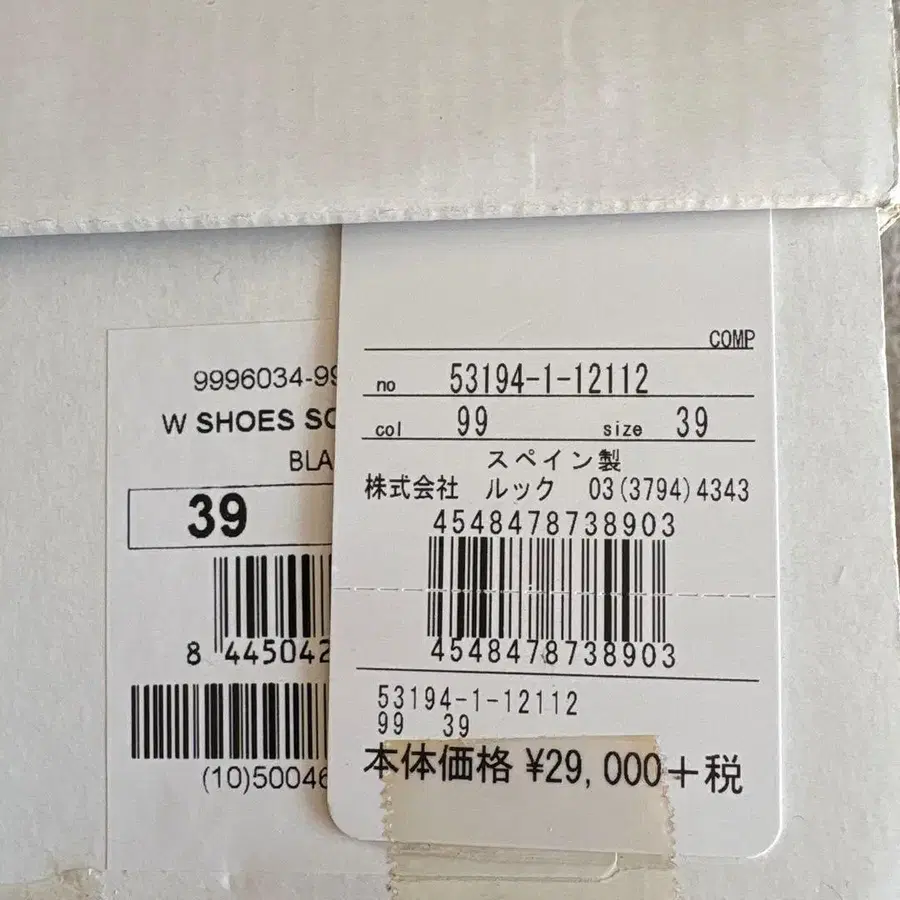 9996034-99
W SHOES SO
BLA
39
8 445042
(10)50046
COMP
no 53194-1-12112
col 99 size 39
スペイン製
株式会社 ルック 03(3794)4343
4548478738903
4548478738903
53194-1-12112
99 39
本体価格 ¥29,000+税